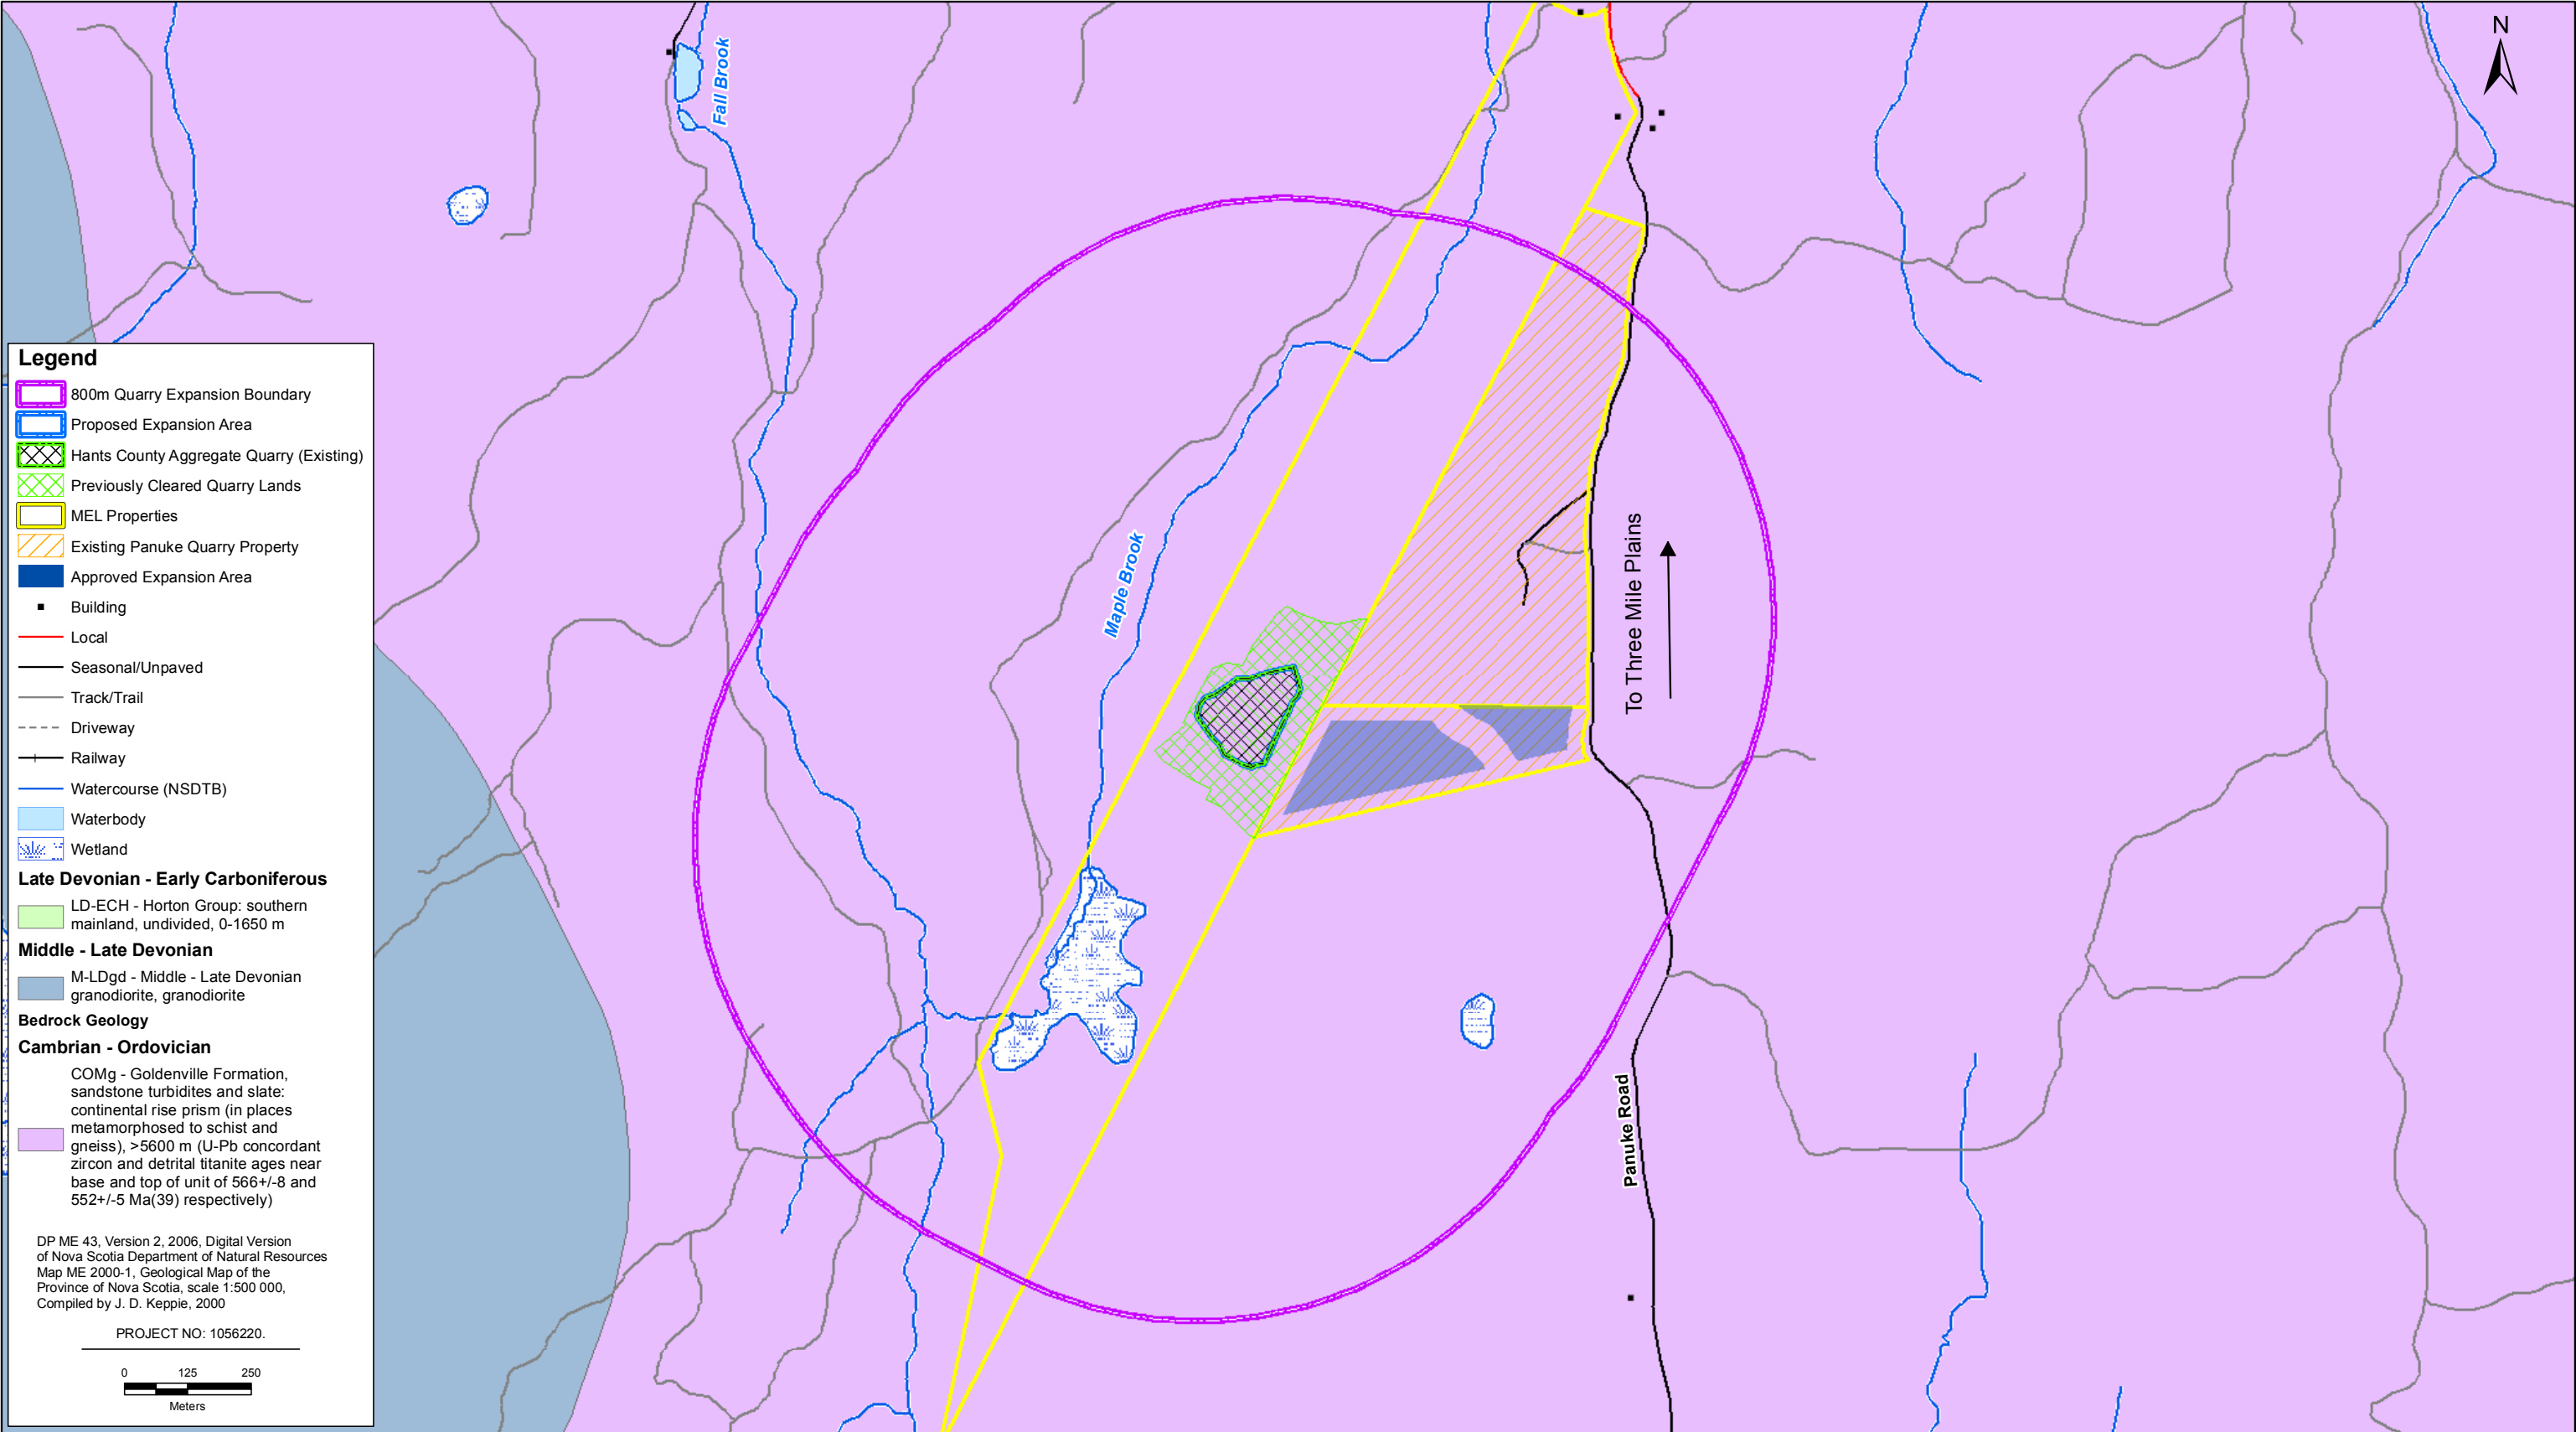 N
Fall Brook
Maple Brook
To Three Mile Plains
Panuke Road
Legend
800m Quarry Expansion Boundary
Proposed Expansion Area
Hants County Aggregate Quarry (Existing)
Previously Cleared Quarry Lands
MEL Properties
Existing Panuke Quarry Property
Approved Expansion Area
Building
Local
Seasonal/Unpaved
Track/Trail
Driveway
Railway
Watercourse (NSDTB)
Waterbody
Wetland
Late Devonian - Early Carboniferous
LD-ECH - Horton Group: southern
mainland, undivided, 0-1650 m
Middle - Late Devonian
M-LDgd - Middle - Late Devonian
granodiorite, granodiorite
Bedrock Geology
Cambrian - Ordovician
COMg - Goldenville Formation,
sandstone turbidites and slate:
continental rise prism (in places
metamorphosed to schist and
gneiss), >5600 m (U-Pb concordant
zircon and detrital titanite ages near
base and top of unit of 566+/-8 and
552+/-5 Ma(39) respectively)
DP ME 43, Version 2, 2006, Digital Version
of Nova Scotia Department of Natural Resources
Map ME 2000-1, Geological Map of the
Province of Nova Scotia, scale 1:500 000,
Compiled by J. D. Keppie, 2000
PROJECT NO: 1056220.
0 125 250
Meters